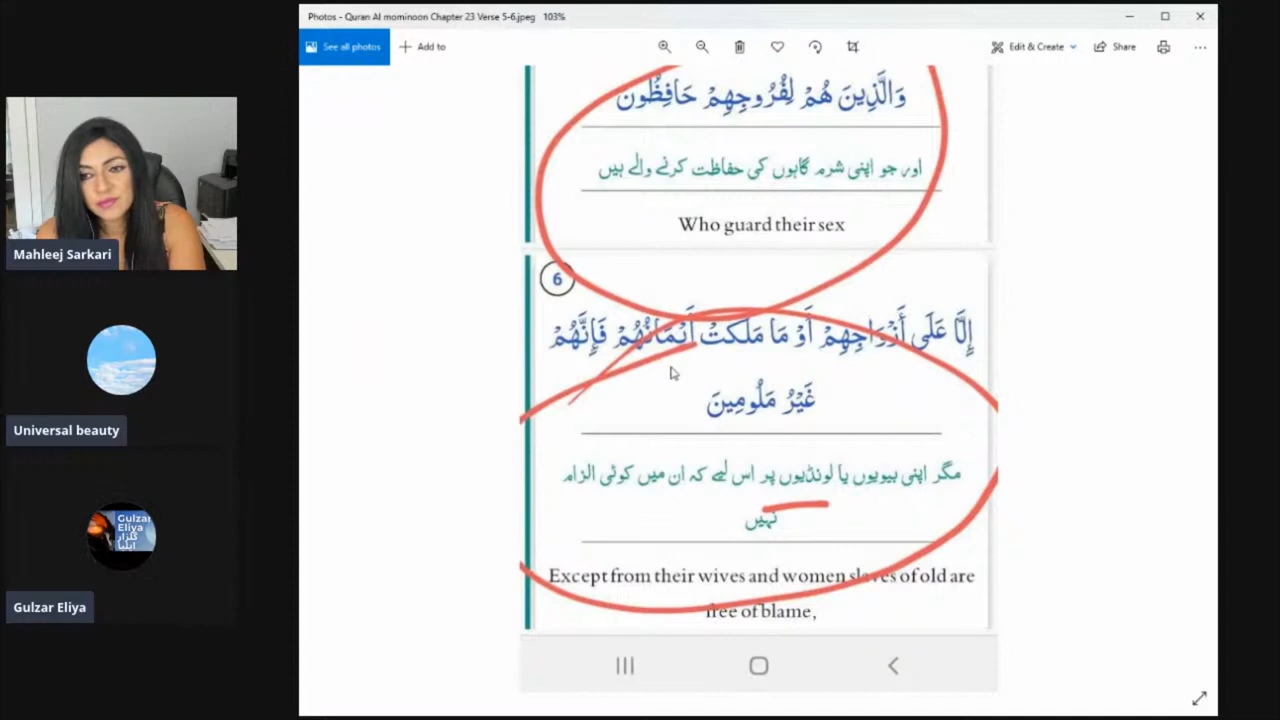 Photos - Quran Al mominoon Chapter 23 Verse 5-6.jpeg 103%
See all photos
Add to
Edit & Create
Share
وَالَّذِينَ هُمْ لِفُرُوجِهِمْ حَافِظُونَ
اور جو اپنی شرم گاہوں کی حفاظت کرنے والے ہیں
Who guard their sex
6
إِلَّا عَلَى أَزْوَاجِهِمْ أَوْ مَا مَلَكَتْ أَيْمَانُهُمْ فَإِنَّهُمْ
غَيْرُ مَلُومِينَ
مگر اپنی بیویوں یا لونڈیوں پر اس لیے کہ ان میں کوئی الزام
نہیں
Except from their wives and women slaves of old are
free of blame,
Mahleej Sarkari
Universal beauty
Gulzar
Eliya
گلزار
ایلیا
Gulzar Eliya